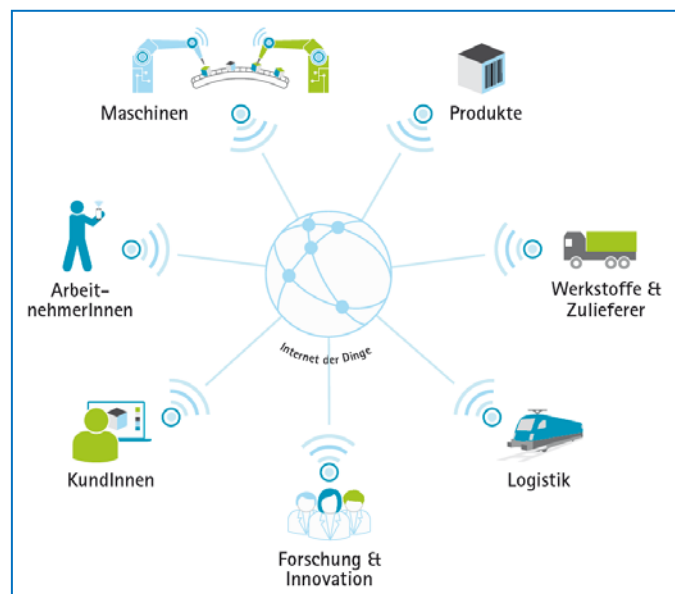 Maschinen
Produkte
Arbeit-
nehmerInnen
Werkstoffe &
Zulieferer
Internet der Dinge
KundInnen
Logistik
Forschung &
Innovation